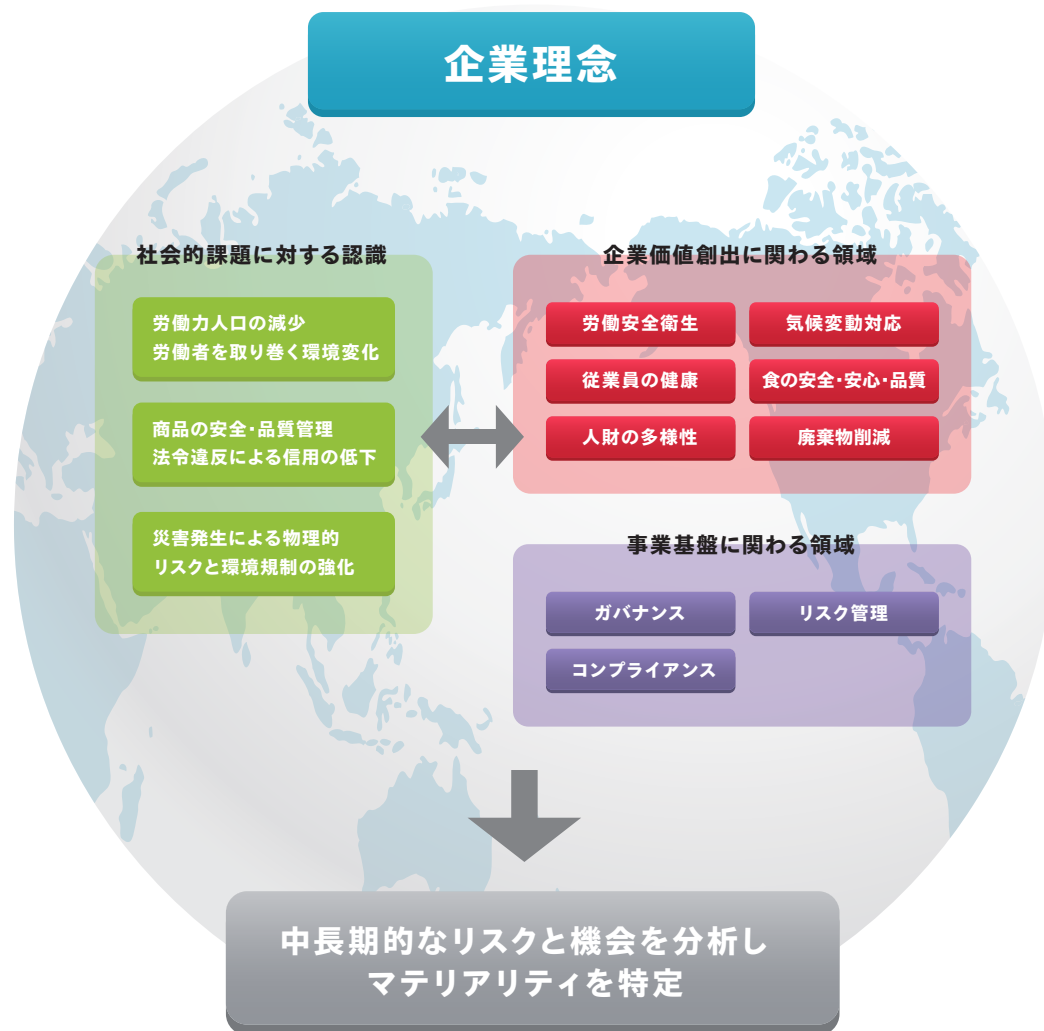 企業理念
社会的課題に対する認識
労働力人口の減少
労働者を取り巻く環境変化
商品の安全・品質管理
法令違反による信用の低下
災害発生による物理的
リスクと環境規制の強化
企業価値創出に関わる領域
労働安全衛生
気候変動対応
従業員の健康
食の安全・安心・品質
人財の多様性
廃棄物削減
事業基盤に関わる領域
ガバナンス
リスク管理
コンプライアンス
中長期的なリスクと機会を分析し
マテリアリティを特定